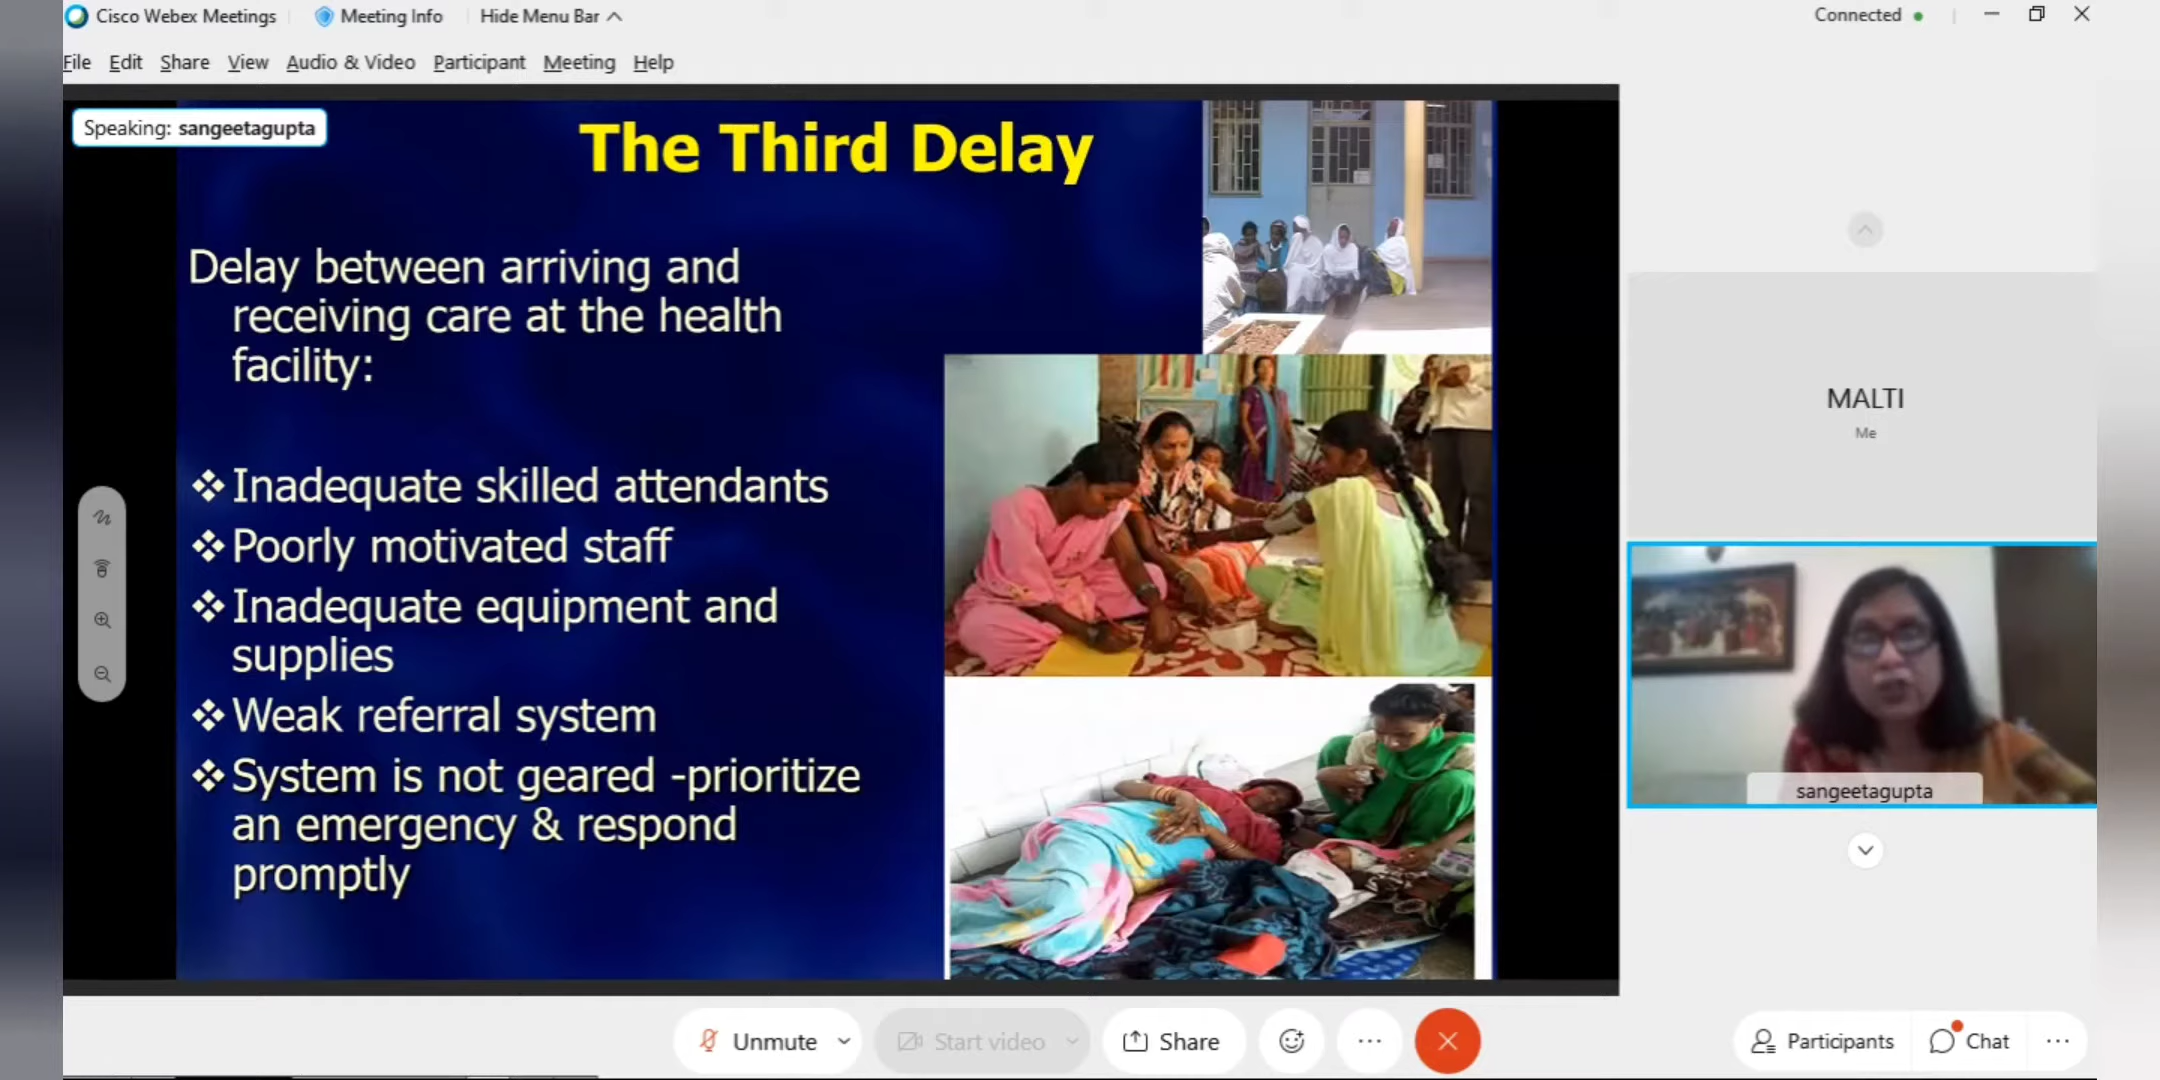 Cisco Webex Meetings
Meeting Info
Hide Menu Bar
Connected
File Edit Share View Audio & Video Participant Meeting Help
Speaking: sangeetagupta
The Third Delay
Delay between arriving and
receiving care at the health
facility:
❖ Inadequate skilled attendants
❖ Poorly motivated staff
❖ Inadequate equipment and
supplies
❖ Weak referral system
❖ System is not geared -prioritize
an emergency & respond
promptly
MALTI
Me
sangeetagupta
Unmute
Start video
Share
Participants
Chat